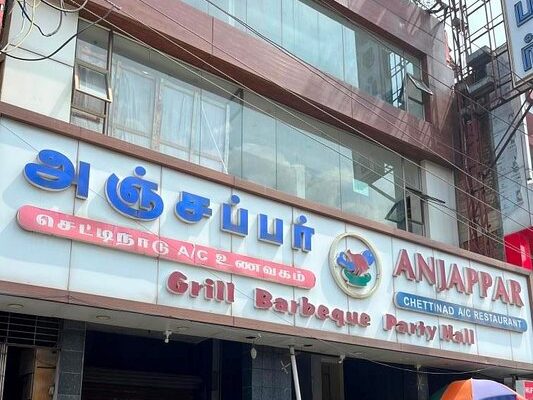 அஞ்சப்பர்
செட்டிநாடு A/C உணவகம்
ANJAPPAR
CHETTINAD A/C RESTAURANT
Grill Barbeque Party Hall